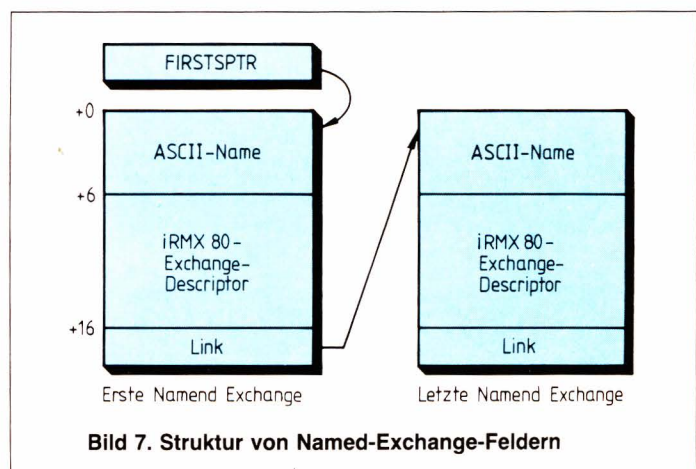 FIRSTSPTR
+0
ASCII-Name
+6
iRMX 80-
Exchange-
Descriptor
+16
Link
Erste Namend Exchange
ASCII-Name
iRMX 80-
Exchange-
Descriptor
Link
Letzte Namend Exchange
Bild 7. Struktur von Named-Exchange-Feldern